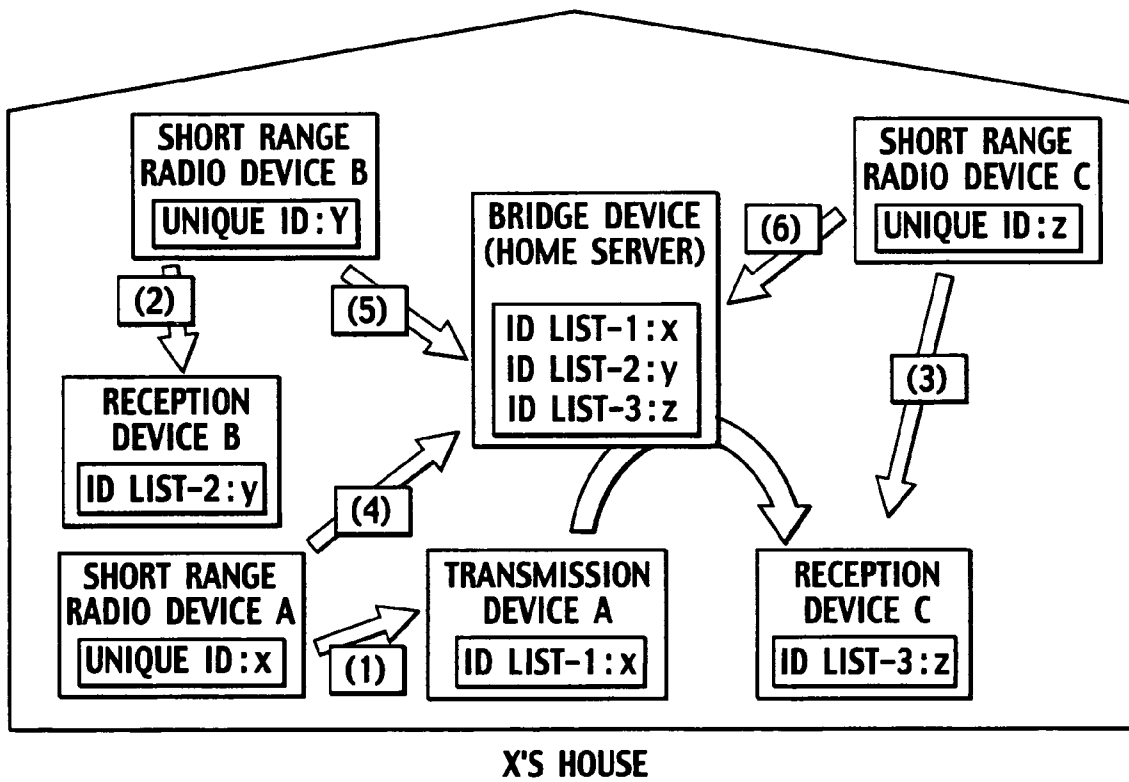 SHORT RANGE
RADIO DEVICE B
UNIQUE ID:Y
SHORT RANGE
RADIO DEVICE C
UNIQUE ID:z
BRIDGE DEVICE
(HOME SERVER)
ID LIST-1:x
ID LIST-2:y
ID LIST-3:z
(6)
(2)
(5)
(3)
RECEPTION
DEVICE B
ID LIST-2:y
(4)
SHORT RANGE
RADIO DEVICE A
UNIQUE ID:x
(1)
TRANSMISSION
DEVICE A
ID LIST-1:x
RECEPTION
DEVICE C
ID LIST-3:z
X'S HOUSE